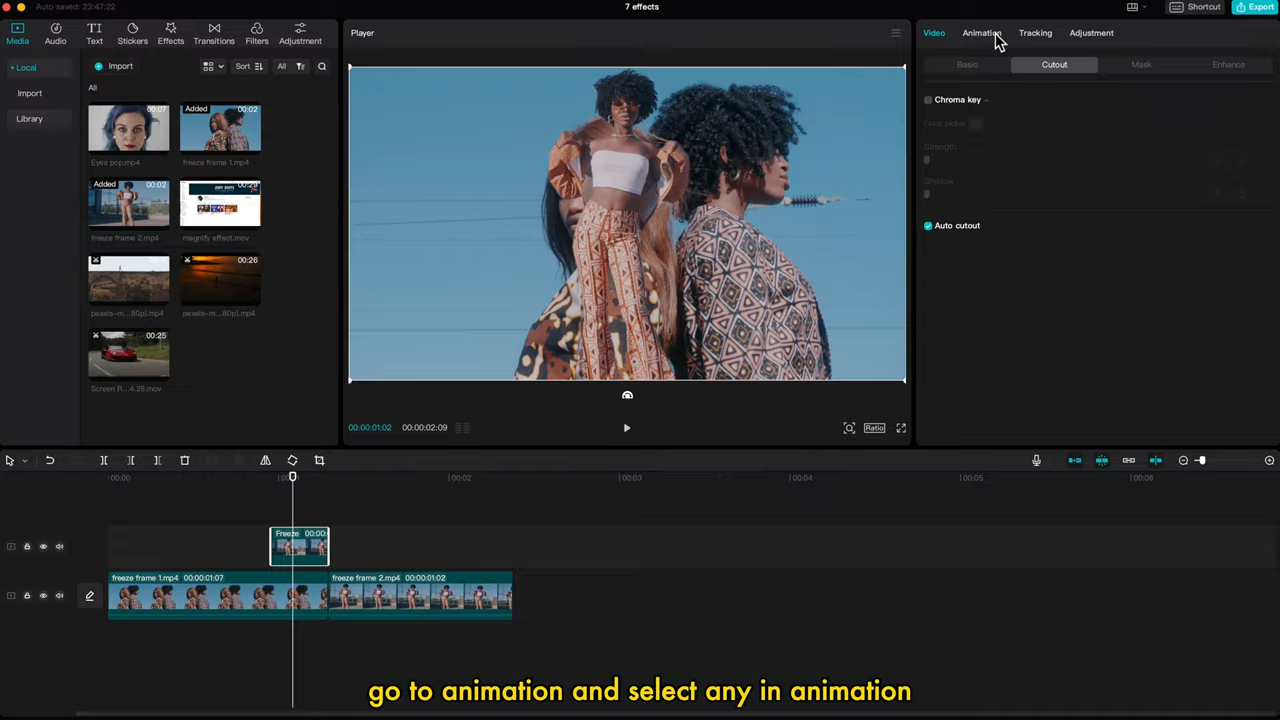 Auto saved: 23:47:22
7 effects
Shortcut
Export
Media
Audio
Text
Stickers
Effects
Transitions
Filters
Adjustment
Local
Import
Library
Import
Sort
All
All
00:07
Eyes pop.mp4
Added
00:02
freeze frame 1.mp4
Added
00:02
freeze frame 2.mp4
00:29
magnify effect.mov
pexels-m...80p).mp4
00:26
pexels-m...80p).mp4
00:25
Screen R...4.28.mov
Player
00:00:01:02
00:00:02:09
Ratio
Video
Animation
Tracking
Adjustment
Basic
Cutout
Mask
Enhance
Chroma key
Color picker
Strength
Shadow
Auto cutout
00:00
00:02
00:03
00:04
00:05
00:06
Freeze 00:00:
freeze frame 1.mp4 00:00:01:07
freeze frame 2.mp4 00:00:01:02
go to animation and select any in animation